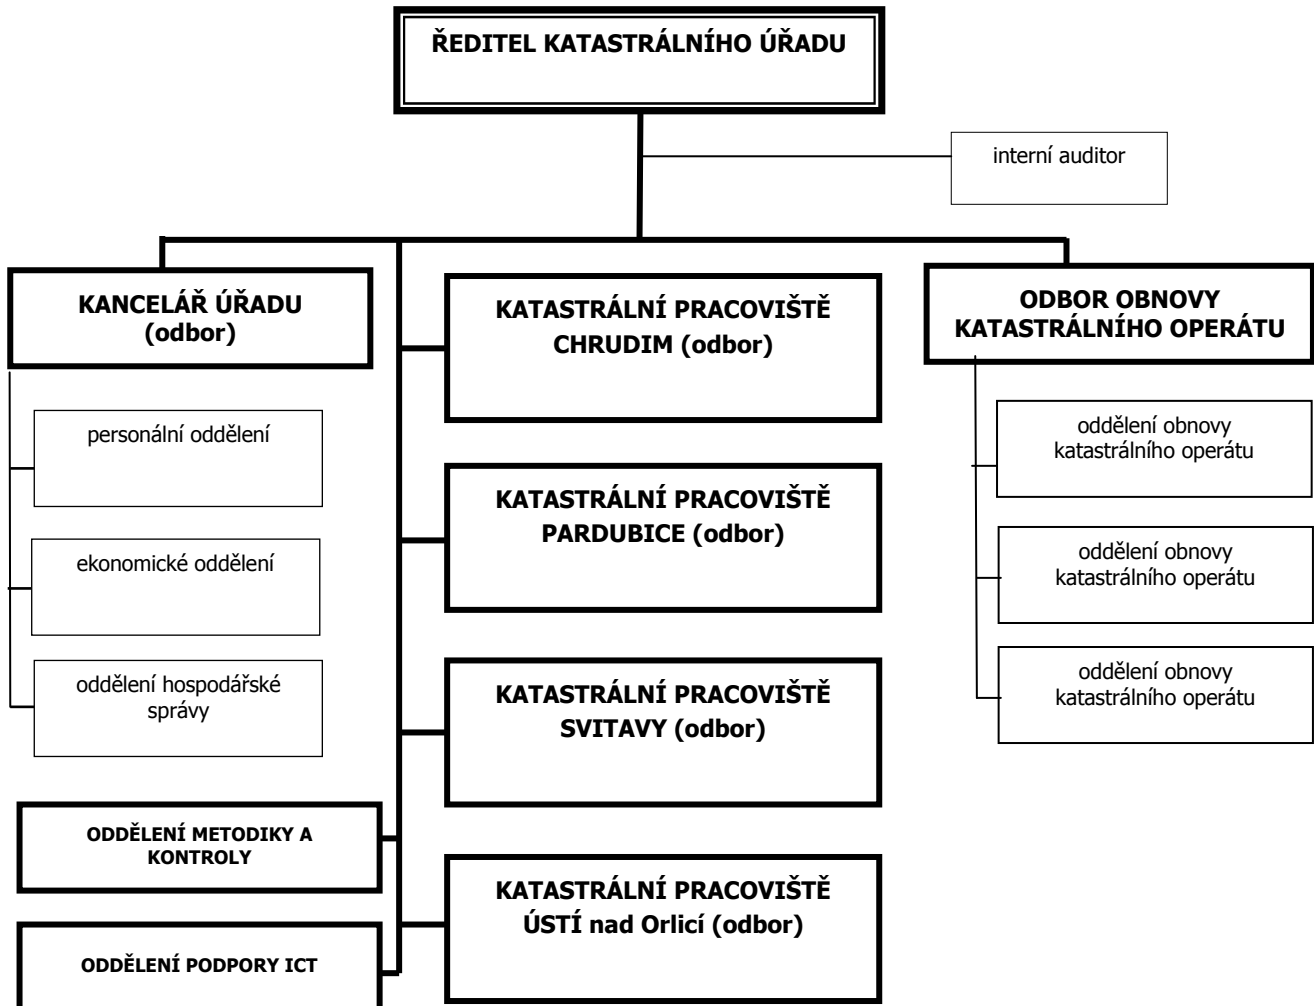 ŘEDITEL KATASTRÁLNÍHO ÚŘADU
interní auditor
KANCELÁŘ ÚŘADU
(odbor)
personální oddělení
ekonomické oddělení
oddělení hospodářské
správy
ODDĚLENÍ METODIKY A
KONTROLY
ODDĚLENÍ PODPORY ICT
KATASTRÁLNÍ PRACOVIŠTĚ
CHRUDIM (odbor)
KATASTRÁLNÍ PRACOVIŠTĚ
PARDUBICE (odbor)
KATASTRÁLNÍ PRACOVIŠTĚ
SVITAVY (odbor)
KATASTRÁLNÍ PRACOVIŠTĚ
ÚSTÍ nad Orlicí (odbor)
ODBOR OBNOVY
KATASTRÁLNÍHO OPERÁTU
oddělení obnovy
katastrálního operátu
oddělení obnovy
katastrálního operátu
oddělení obnovy
katastrálního operátu